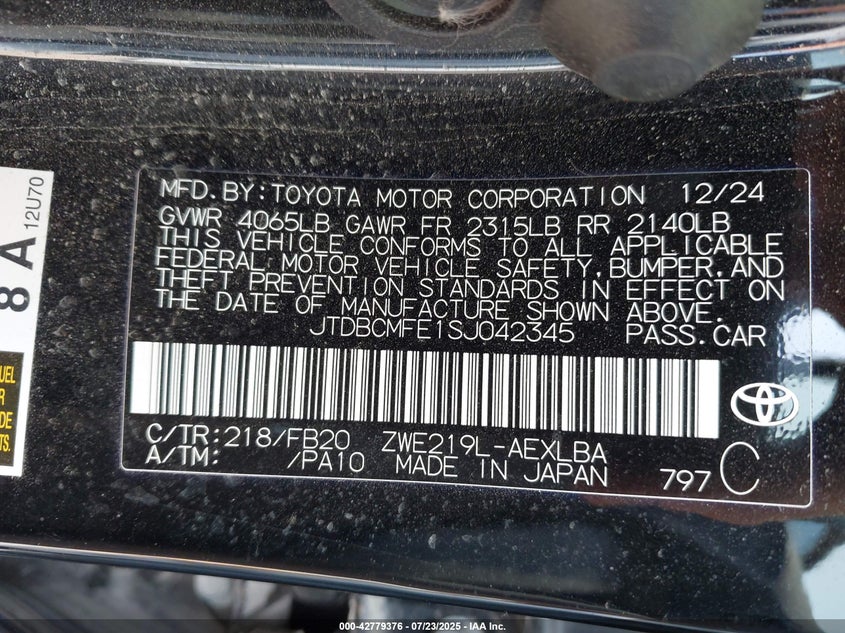 MFD.BY:TOYOTA MOTOR CORPORATION 12/24
GVWR 4065LB GAWR FR 2315LB RR 2140LB
THIS VEHICLE CONFORMS TO ALL APPLICABLE
FEDERAL MOTOR VEHICLE SAFETY,BUMPER,AND
THEFT PREVENTION STANDARDS IN EFFECT ON
THE DATE OF MANUFACTURE SHOWN ABOVE.
JTDBCMFE1SJ042345 PASS.CAR
C/TR:218/FB20 ZWE219L-AEXLBA
A/TM: /PA10 MADE IN JAPAN 797 C
8 A
12U70
000-42779376 - 07/23/2025 - IAA Inc.